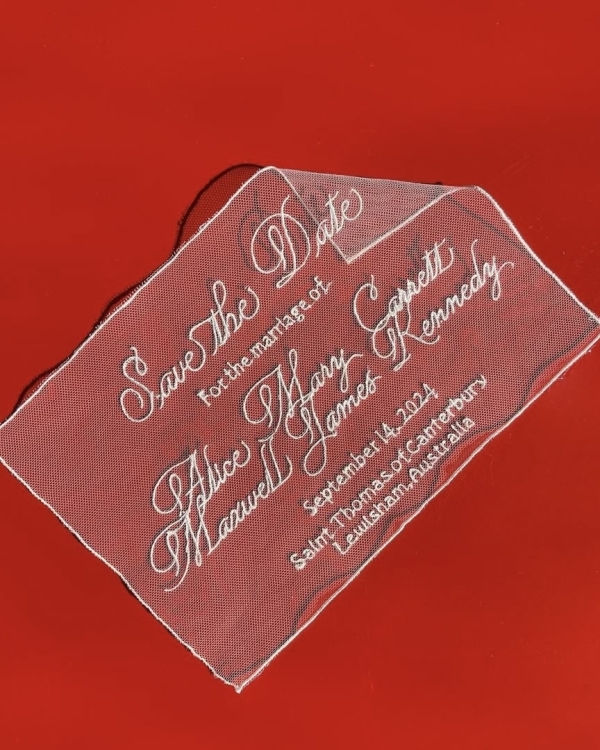 Save the Date
For the marriage of
Alice Mary Garrett
Maxwell James Kennedy
September 14, 2024
Saint Thomas of Canterbury
Lewisham, Australia